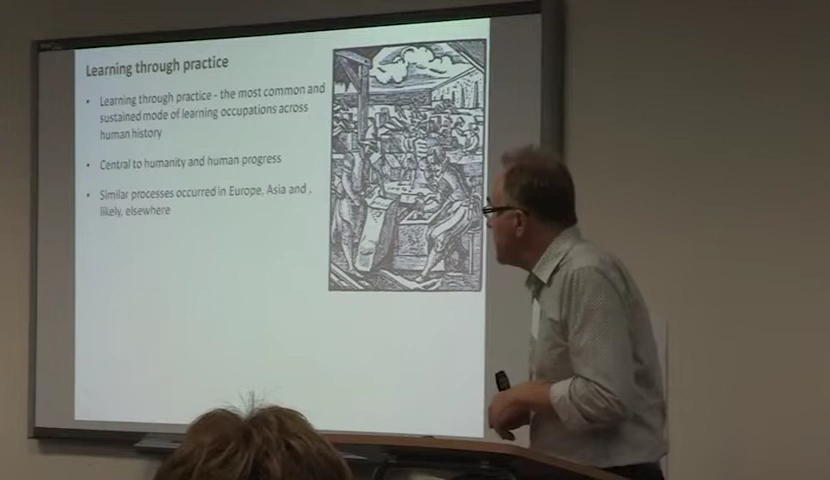 Learning through practice
• Learning through practice - the most common and
sustained mode of learning occupations across
human history
• Central to humanity and human progress
• Similar processes occurred in Europe, Asia and ,
likely, elsewhere